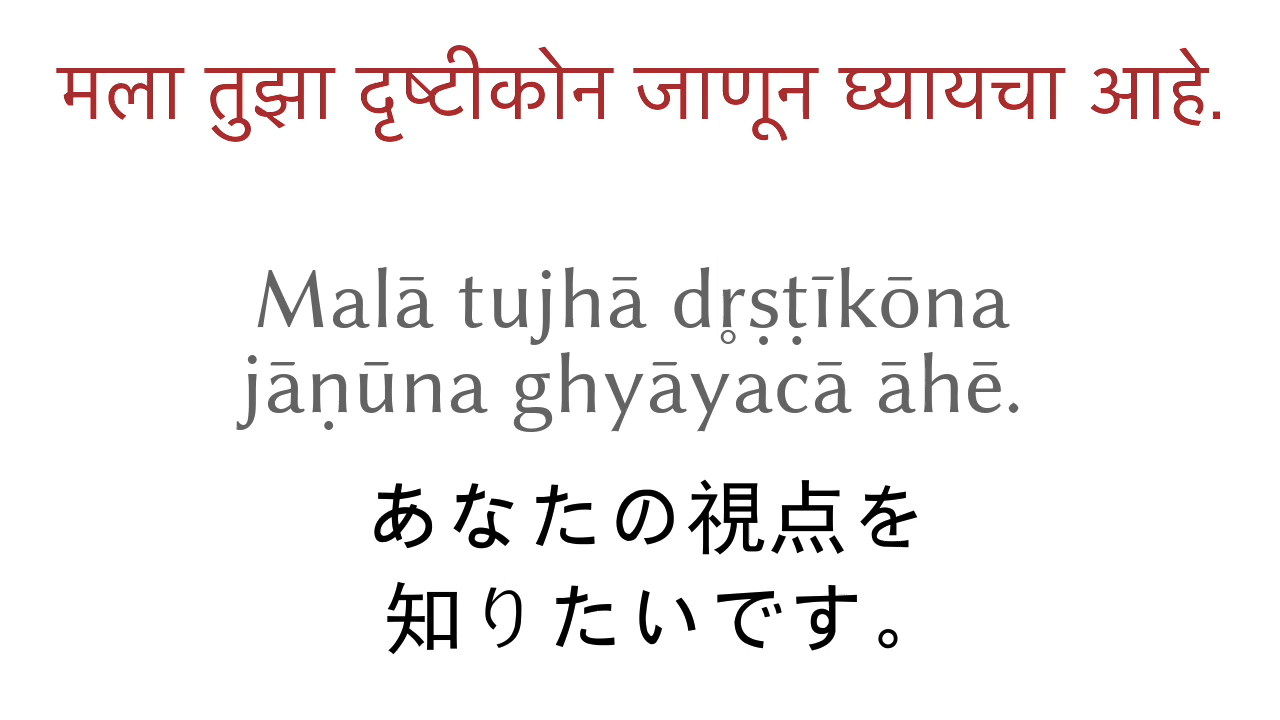 मला तुझा दृष्टीकोन जाणून घ्यायचा आहे.
Malā tujhā dr̥ṣṭīkōna
jāṇūna ghyāyacā āhē.
あなたの視点を
知りたいです。